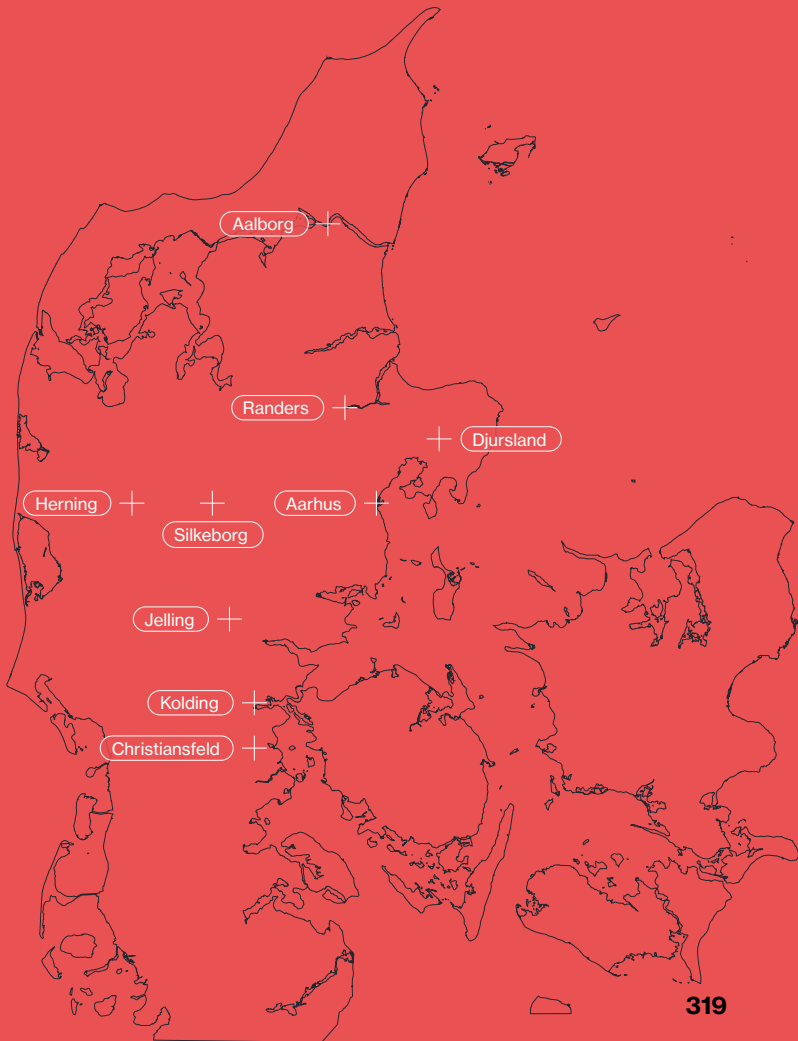 Aalborg
Randers
Djursland
Herning
Aarhus
Silkeborg
Jelling
Kolding
Christiansfeld
319